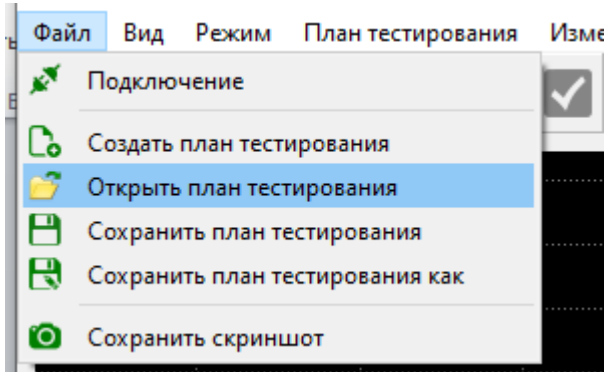 Файл Вид Режим План тестирования
Подключение
Создать план тестирования
Открыть план тестирования
Сохранить план тестирования
Сохранить план тестирования как
Сохранить скриншот